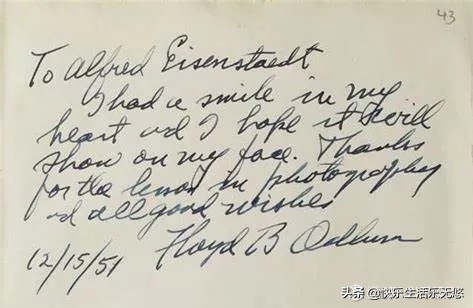 43
To Alfred Eisenstaedt
I had a smile in my
heart and I hope it will
show on my face. Thanks
for the lesson in photography
and all good wishes
Floyd B Odlum
12/15/51
头条 @快乐生活乐无忧